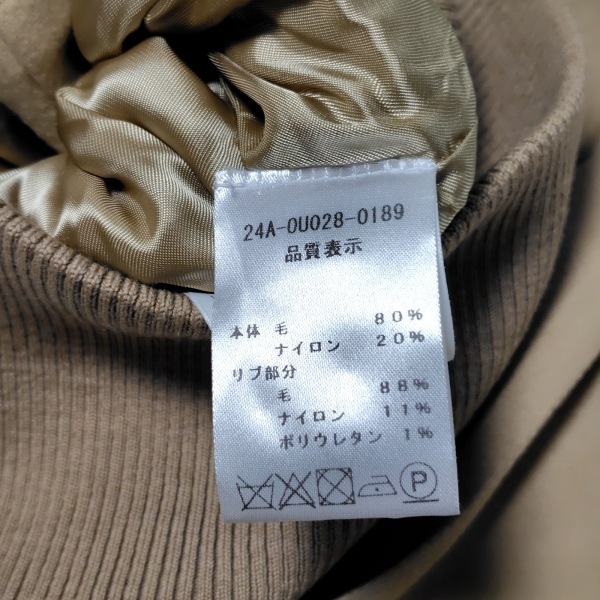 24A-0U028-0189
品質表示
本体 毛 80%
ナイロン 20%
リブ部分
毛 88%
ナイロン 11%
ポリウレタン 1%
P